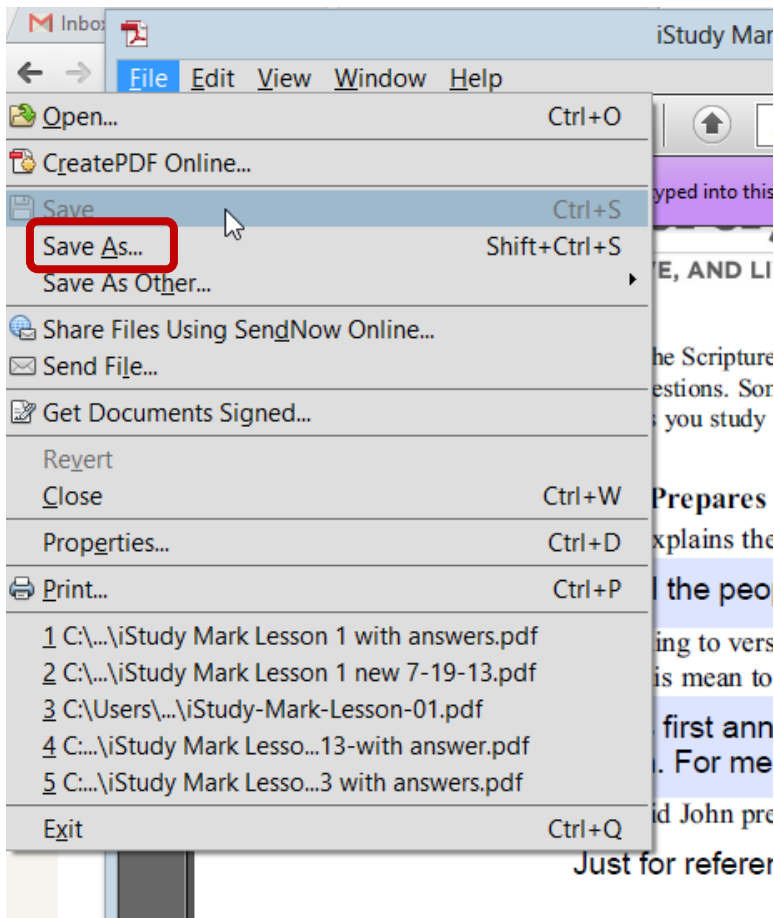 Inbox
iStudy Mar
File Edit View Window Help
Open... Ctrl+O
CreatePDF Online...
Save Ctrl+S
yped into this
Save As... Shift+Ctrl+S
E, AND LI
Save As Other...
Share Files Using SendNow Online...
he Scripture
Send File...
estions. Son
you study
Get Documents Signed...
Revert
Close Ctrl+W
Prepares
Properties... Ctrl+D
xplains the
Print... Ctrl+P
the peop
1 C:\...\iStudy Mark Lesson 1 with answers.pdf
ing to vers
2 C:\...\iStudy Mark Lesson 1 new 7-19-13.pdf
is mean to
3 C:\Users\...\iStudy-Mark-Lesson-01.pdf
first ann
4 C:...\iStudy Mark Lesso...13-with answer.pdf
. For me
5 C:...\iStudy Mark Lesso...3 with answers.pdf
id John pre
Exit Ctrl+Q
Just for referen